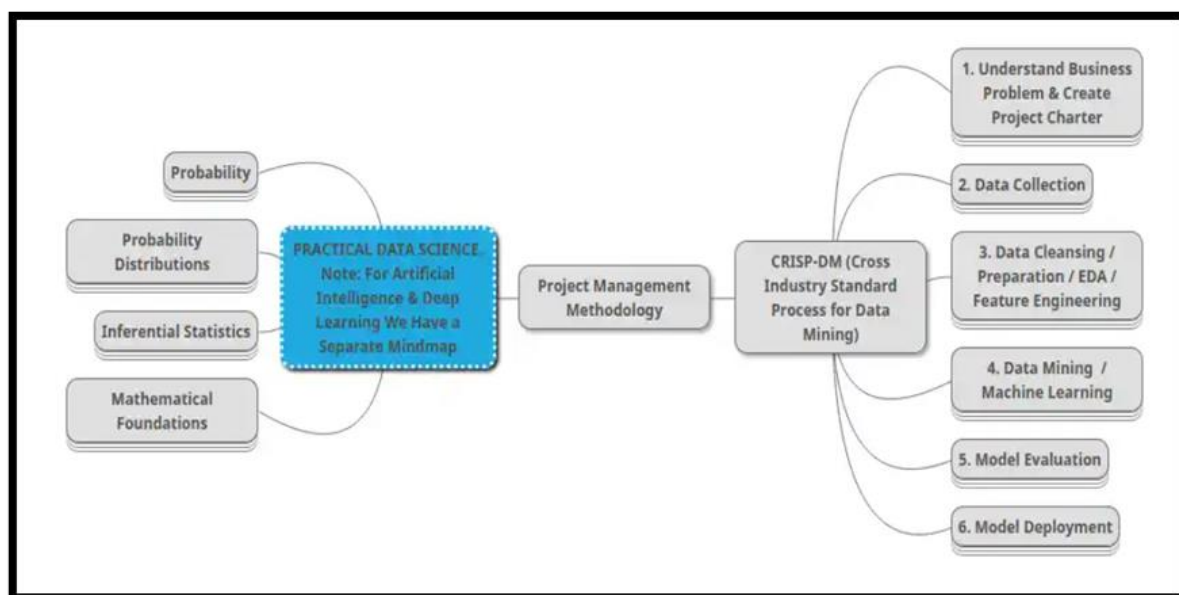 Probability
Probability
Distributions
Inferential Statistics
Mathematical
Foundations
PRACTICAL DATA SCIENCE
Note: For Artificial
Intelligence & Deep
Learning We Have a
Separate Mindmap
Project Management
Methodology
CRISP-DM (Cross
Industry Standard
Process for Data
Mining)
1. Understand Business
Problem & Create
Project Charter
2. Data Collection
3. Data Cleansing /
Preparation / EDA /
Feature Engineering
4. Data Mining /
Machine Learning
5. Model Evaluation
6. Model Deployment